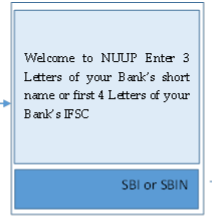 Welcome to NUUP Enter 3
Letters of your Bank's short
name or first 4 Letters of your
Bank's IFSC
SBI or SBIN